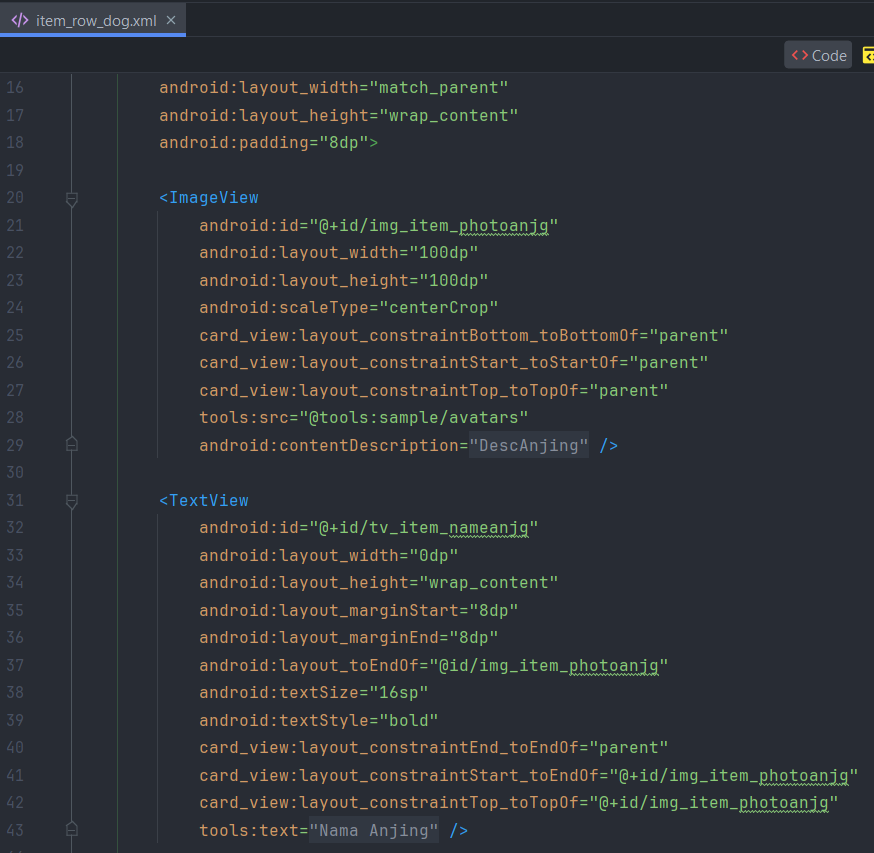 item_row_dog.xml
Code
16 android:layout_width="match_parent"
17 android:layout_height="wrap_content"
18 android:padding="8dp">
19
20 <ImageView
21 android:id="@+id/img_item_photoanjg"
22 android:layout_width="100dp"
23 android:layout_height="100dp"
24 android:scaleType="centerCrop"
25 card_view:layout_constraintBottom_toBottomOf="parent"
26 card_view:layout_constraintStart_toStartOf="parent"
27 card_view:layout_constraintTop_toTopOf="parent"
28 tools:src="@tools:sample/avatars"
29 android:contentDescription="DescAnjing" />
30
31 <TextView
32 android:id="@+id/tv_item_nameanjg"
33 android:layout_width="0dp"
34 android:layout_height="wrap_content"
35 android:layout_marginStart="8dp"
36 android:layout_marginEnd="8dp"
37 android:layout_toEndOf="@id/img_item_photoanjg"
38 android:textSize="16sp"
39 android:textStyle="bold"
40 card_view:layout_constraintEnd_toEndOf="parent"
41 card_view:layout_constraintStart_toEndOf="@+id/img_item_photoanjg"
42 card_view:layout_constraintTop_toTopOf="@+id/img_item_photoanjg"
43 tools:text="Nama Anjing" />